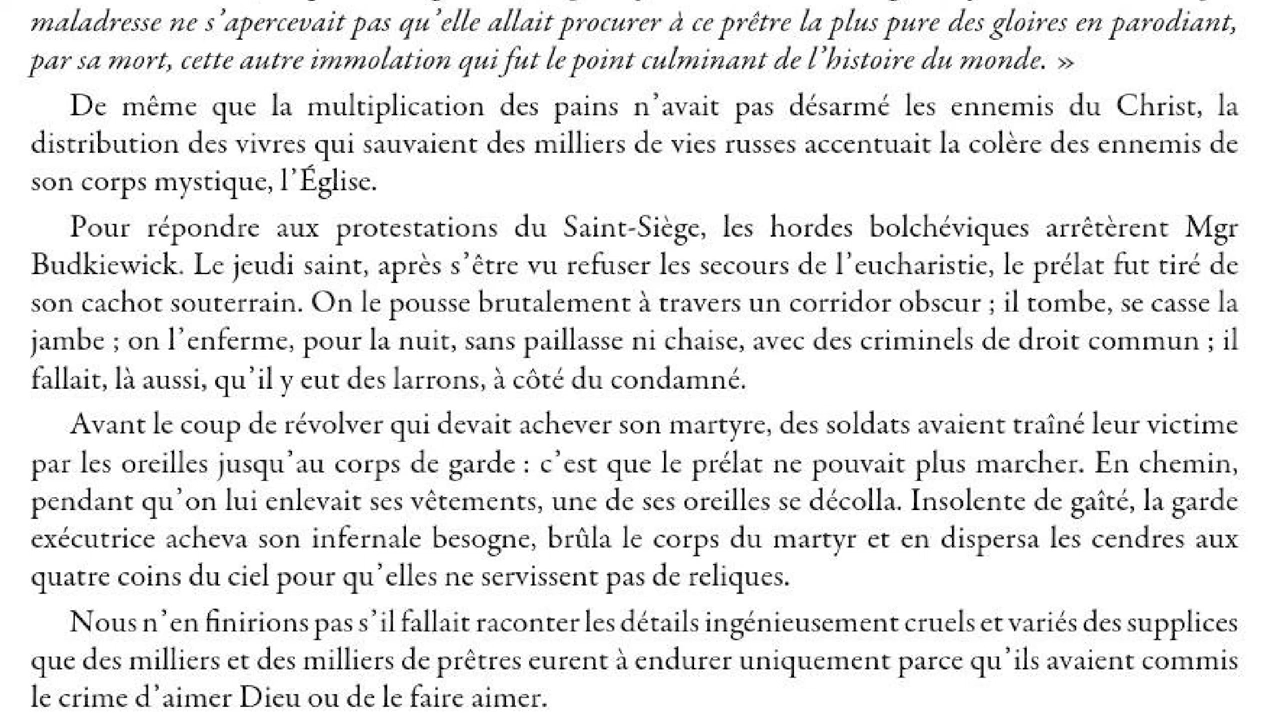 maladresse ne s’apercevait pas qu’elle allait procurer à ce prêtre la plus pure des gloires en parodiant,
par sa mort, cette autre immolation qui fut le point culminant de l’histoire du monde. »
De même que la multiplication des pains n’avait pas désarmé les ennemis du Christ, la
distribution des vivres qui sauvaient des milliers de vies russes accentuait la colère des ennemis de
son corps mystique, l’Église.
Pour répondre aux protestations du Saint-Siège, les hordes bolchéviques arrêtèrent Mgr
Budkiewick. Le jeudi saint, après s’être vu refuser les secours de l’eucharistie, le prélat fut tiré de
son cachot souterrain. On le pousse brutalement à travers un corridor obscur ; il tombe, se casse la
jambe ; on l’enferme, pour la nuit, sans paillasse ni chaise, avec des criminels de droit commun ; il
fallait, là aussi, qu’il y eut des larrons, à côté du condamné.
Avant le coup de révolver qui devait achever son martyre, des soldats avaient traîné leur victime
par les oreilles jusqu’au corps de garde : c’est que le prélat ne pouvait plus marcher. En chemin,
pendant qu’on lui enlevait ses vêtements, une de ses oreilles se décolla. Insolente de gaîté, la garde
exécutrice acheva son infernale besogne, brûla le corps du martyr et en dispersa les cendres aux
quatre coins du ciel pour qu’elles ne servissent pas de reliques.
Nous n’en finirions pas s’il fallait raconter les détails ingénieusement cruels et variés des supplices
que des milliers et des milliers de prêtres eurent à endurer uniquement parce qu’ils avaient commis
le crime d’aimer Dieu ou de le faire aimer.